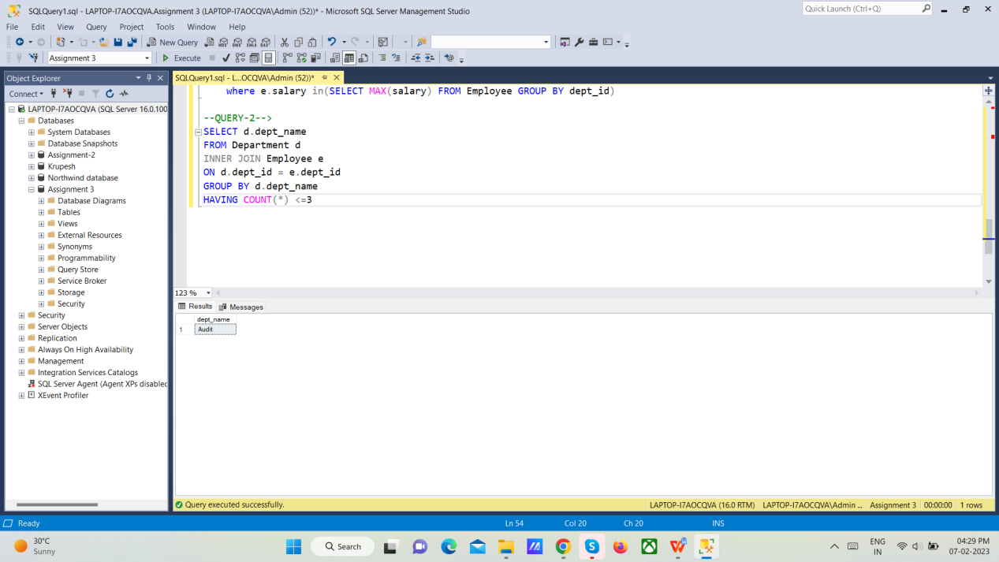 SQLQuery1.sql - LAPTOP-I7AOCQVA.Assignment 3 (LAPTOP-I7AOCQVA\Admin (52))* - Microsoft SQL Server Management Studio
Quick Launch (Ctrl+Q)
File Edit View Query Project Tools Window Help
New Query
Assignment 3
Execute
Object Explorer
SQLQuery1.sql - L...OCQVA\Admin (52))*
Connect
LAPTOP-I7AOCQVA (SQL Server 16.0.100
Databases
System Databases
Database Snapshots
Assignment-2
Krupesh
Northwind database
Assignment 3
Database Diagrams
Tables
Views
External Resources
Synonyms
Programmability
Query Store
Service Broker
Storage
Security
Security
Server Objects
Replication
Always On High Availability
Management
Integration Services Catalogs
SQL Server Agent (Agent XPs disabled
XEvent Profiler
where e.salary in(SELECT MAX(salary) FROM Employee GROUP BY dept_id)
--QUERY-2-->
SELECT d.dept_name
FROM Department d
INNER JOIN Employee e
ON d.dept_id = e.dept_id
GROUP BY d.dept_name
HAVING COUNT(*) <=3
123 %
Results Messages
dept_name
1 Audit
Query executed successfully.
LAPTOP-I7AOCQVA (16.0 RTM) LAPTOP-I7AOCQVA\Admin ... Assignment 3 00:00:00 1 rows
Ready Ln 54 Col 20 Ch 20 INS
30°C
Sunny
Search
ENG
IN
04:29 PM
07-02-2023